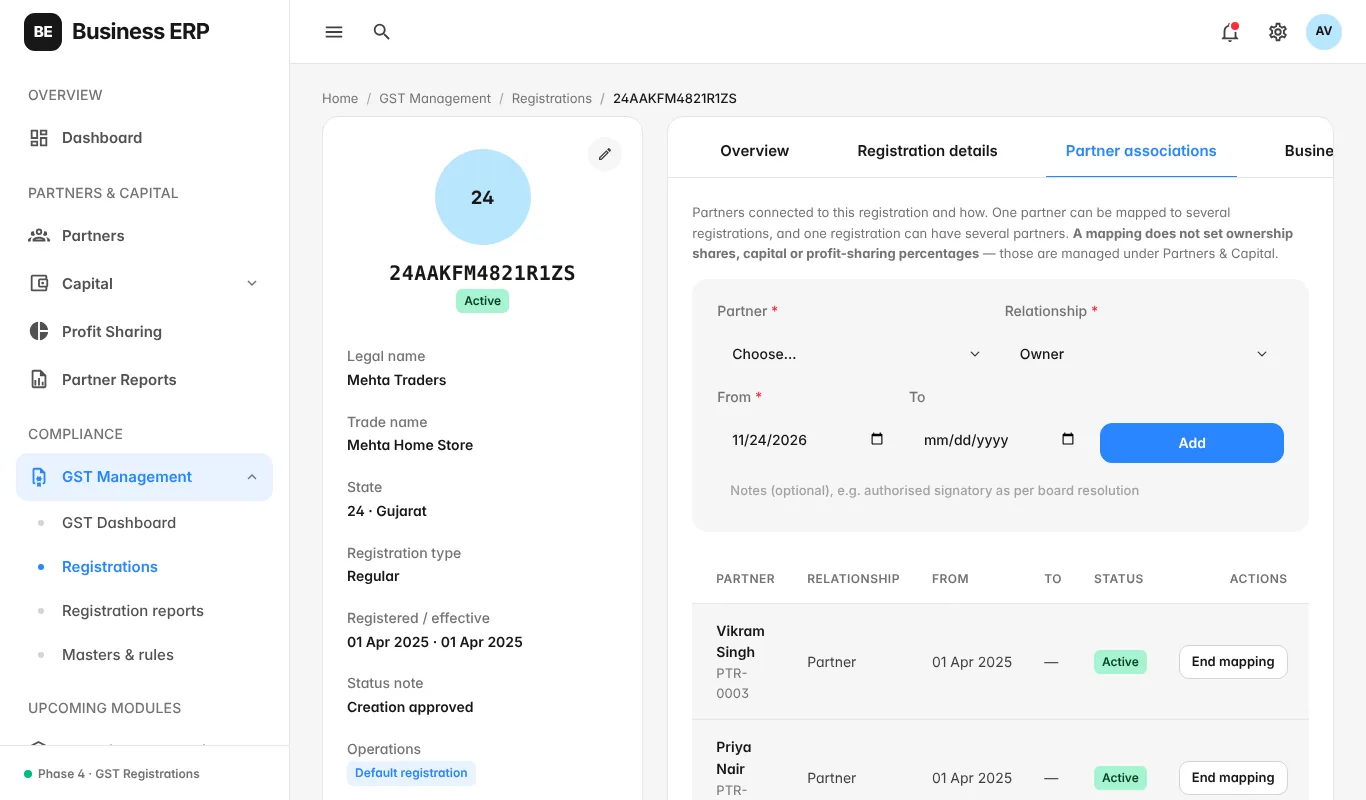 BE
Business ERP
OVERVIEW
Dashboard
PARTNERS & CAPITAL
Partners
Capital
Profit Sharing
Partner Reports
COMPLIANCE
GST Management
GST Dashboard
Registrations
Registration reports
Masters & rules
UPCOMING MODULES
Phase 4 · GST Registrations
AV
Home / GST Management / Registrations / 24AAKFM4821R1ZS
24
24AAKFM4821R1ZS
Active
Legal name
Mehta Traders
Trade name
Mehta Home Store
State
24 · Gujarat
Registration type
Regular
Registered / effective
01 Apr 2025 · 01 Apr 2025
Status note
Creation approved
Operations
Default registration
Overview Registration details Partner associations Busine
Partners connected to this registration and how. One partner can be mapped to several
registrations, and one registration can have several partners. A mapping does not set ownership
shares, capital or profit-sharing percentages — those are managed under Partners & Capital.
Partner * Relationship *
Choose... Owner
From * To
11/24/2026 mm/dd/yyyy Add
Notes (optional), e.g. authorised signatory as per board resolution
PARTNER RELATIONSHIP FROM TO STATUS ACTIONS
Vikram
Singh
PTR-
0003
Partner 01 Apr 2025 — Active End mapping
Priya
Nair
PTR-
Partner 01 Apr 2025 — Active End mapping